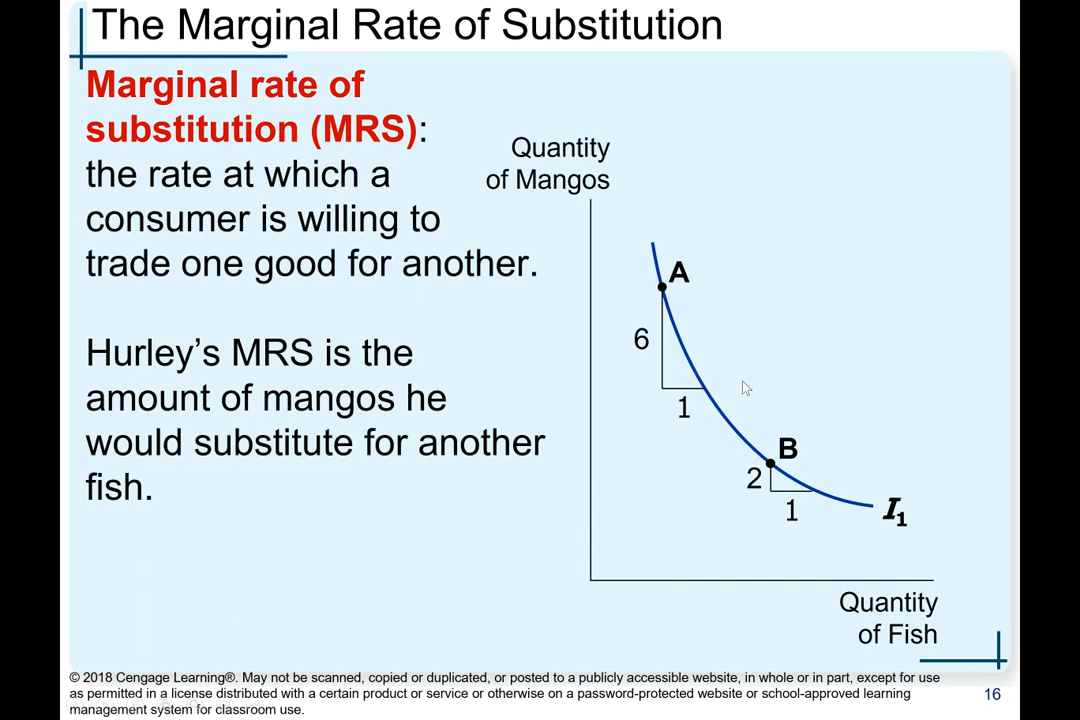 The Marginal Rate of Substitution
Marginal rate of
substitution (MRS):
the rate at which a
consumer is willing to
trade one good for another.
Hurley’s MRS is the
amount of mangos he
would substitute for another
fish.
Quantity
of Mangos
A
6
1
B
2
1
I1
Quantity
of Fish
© 2018 Cengage Learning®. May not be scanned, copied or duplicated, or posted to a publicly accessible website, in whole or in part, except for use
as permitted in a license distributed with a certain product or service or otherwise on a password-protected website or school-approved learning
management system for classroom use.
16